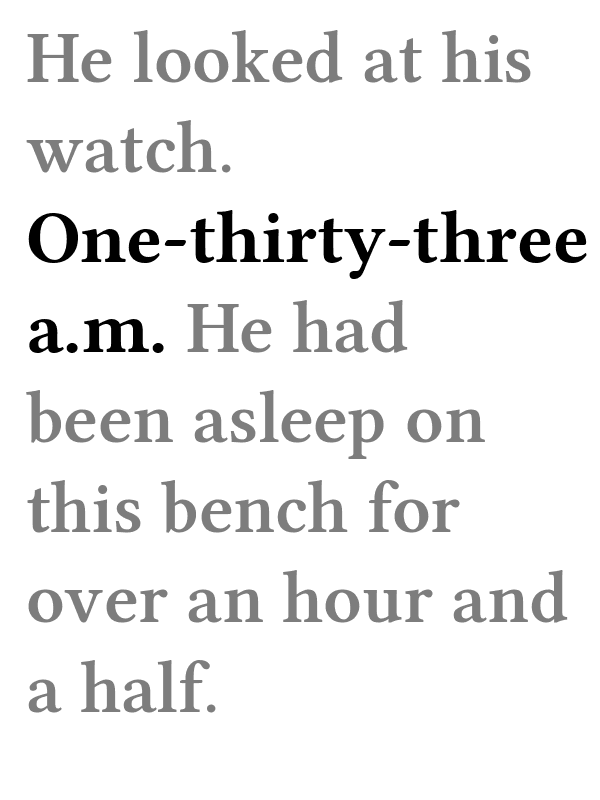 He looked at his
watch.
One-thirty-three
a.m. He had
been asleep on
this bench for
over an hour and
a half.